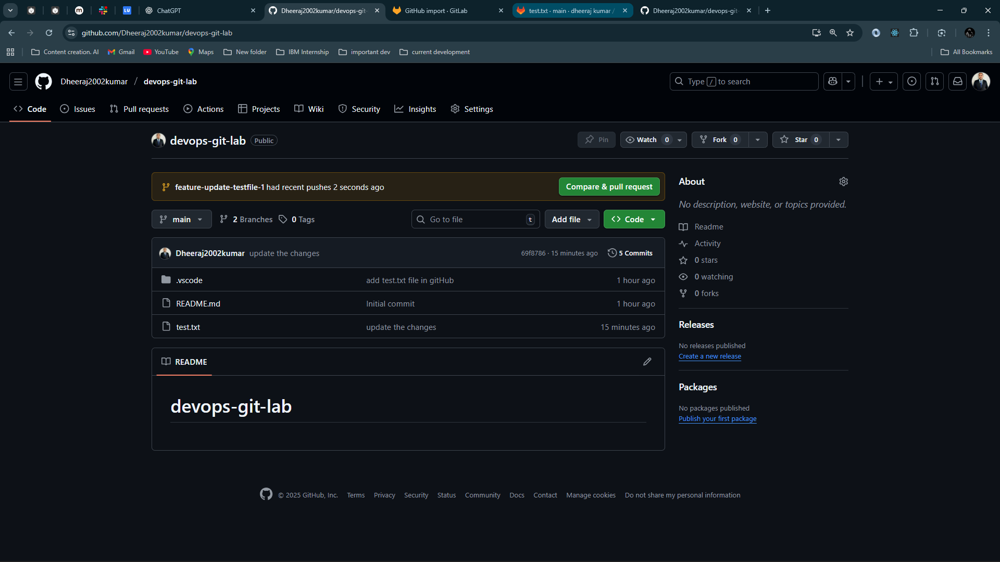 ChatGPT
Dheeraj2002kumar/devops-git-
GitHub import · GitLab
test.txt · main · dheeraj kumar /
Dheeraj2002kumar/devops-git-
github.com/Dheeraj2002kumar/devops-git-lab
Content creation. AI
Gmail
YouTube
Maps
New folder
IBM Internship
important dev
current development
All Bookmarks
Dheeraj2002kumar / devops-git-lab
Type / to search
Code
Issues
Pull requests
Actions
Projects
Wiki
Security
Insights
Settings
devops-git-lab Public
Pin
Watch 0
Fork 0
Star 0
feature-update-testfile-1 had recent pushes 2 seconds ago
Compare & pull request
main
2 Branches
0 Tags
Go to file
t
Add file
Code
Dheeraj2002kumar update the changes
69f8786 · 15 minutes ago
5 Commits
.vscode
add test.txt file in gitHub
1 hour ago
README.md
Initial commit
1 hour ago
test.txt
update the changes
15 minutes ago
README
devops-git-lab
About
No description, website, or topics provided.
Readme
Activity
0 stars
0 watching
0 forks
Releases
No releases published
Create a new release
Packages
No packages published
Publish your first package
© 2025 GitHub, Inc.
Terms
Privacy
Security
Status
Community
Docs
Contact
Manage cookies
Do not share my personal information